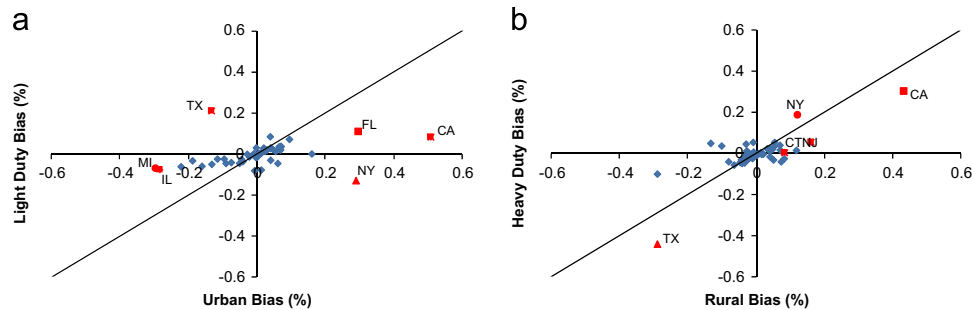 a
Light Duty Bias (%)
0.6
0.4
0.2
0
-0.2
-0.4
-0.6
-0.6
-0.4
-0.2
0
0.2
0.4
0.6
TX
FL
CA
MI
IL
NY
Urban Bias (%)
b
Heavy Duty Bias (%)
0.6
0.4
0.2
0
-0.2
-0.4
-0.6
-0.6
-0.4
-0.2
0
0.2
0.4
0.6
NY
CA
CTNJ
TX
Rural Bias (%)